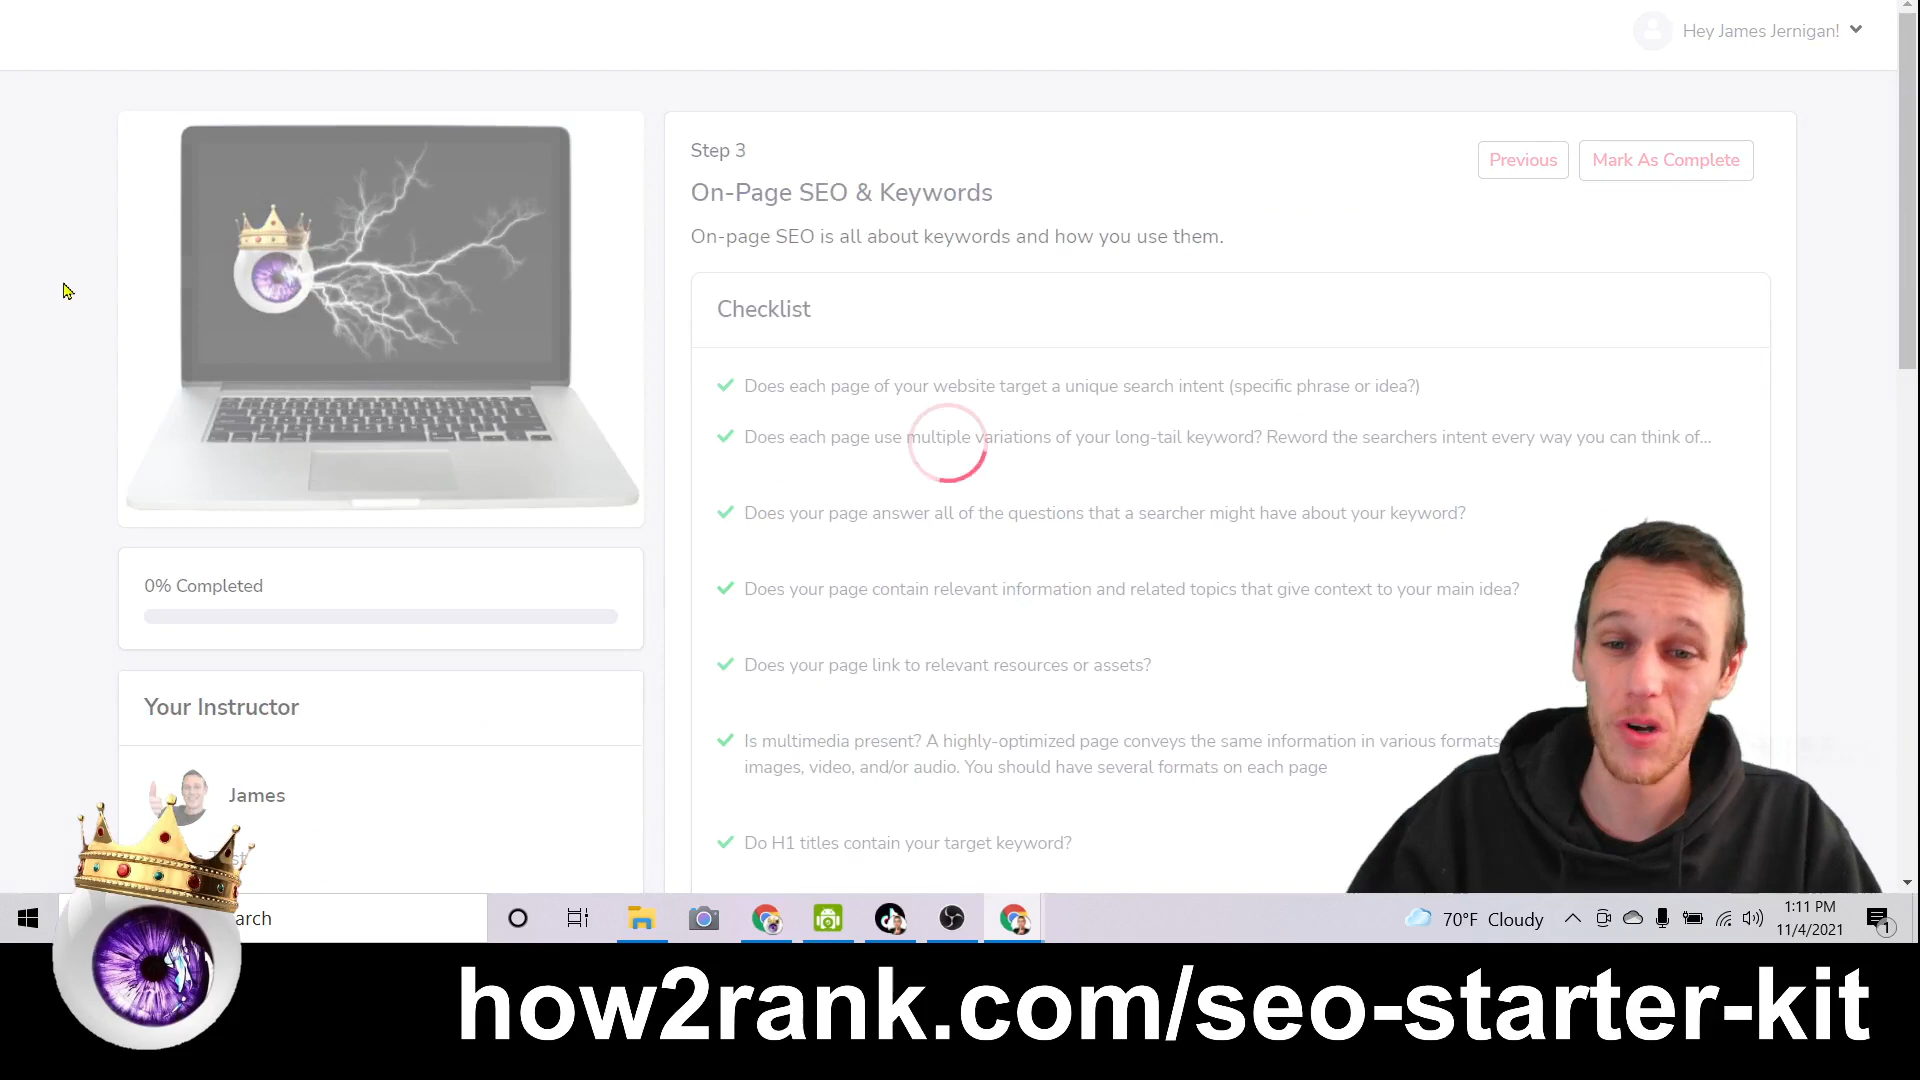 Hey James Jernigan!
Step 3
Previous
Mark As Complete
On-Page SEO & Keywords
On-page SEO is all about keywords and how you use them.
Checklist
Does each page of your website target a unique search intent (specific phrase or idea?)
Does each page use multiple variations of your long-tail keyword? Reword the searchers intent every way you can think of...
Does your page answer all of the questions that a searcher might have about your keyword?
Does your page contain relevant information and related topics that give context to your main idea?
Does your page link to relevant resources or assets?
Is multimedia present? A highly-optimized page conveys the same information in various formats
images, video, and/or audio. You should have several formats on each page
Do H1 titles contain your target keyword?
0% Completed
Your Instructor
James
arch
70°F Cloudy
1:11 PM
11/4/2021
1
how2rank.com/seo-starter-kit